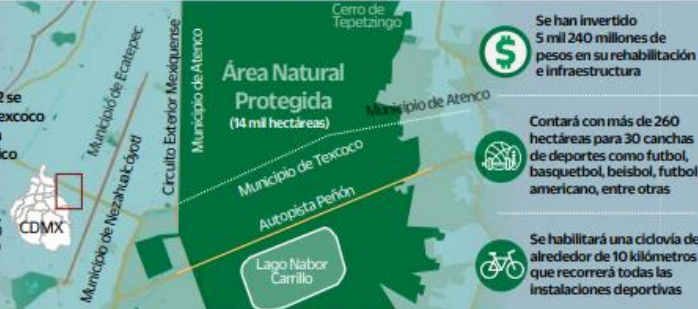 2 se
excoco
ico
CDMX
Municipio de Ecatepec
Municipio de Nezahualcóyotl
Circuito Exterior Mexiquense
Municipio de Atenco
Cerro de
Tepetzingo
Área Natural
Protegida
(14 mil hectáreas)
Municipio de Atenco
Municipio de Texcoco
Autopista Peñón
Lago Nabor
Carrillo
$
Se han invertido
5 mil 240 millones de
pesos en su rehabilitación
e infraestructura
Contará con más de 260
hectáreas para 30 canchas
de deportes como futbol,
basquetbol, beisbol, futbol
americano, entre otras
Se habilitará una ciclovía de
alrededor de 10 kilómetros
que recorrerá todas las
instalaciones deportivas